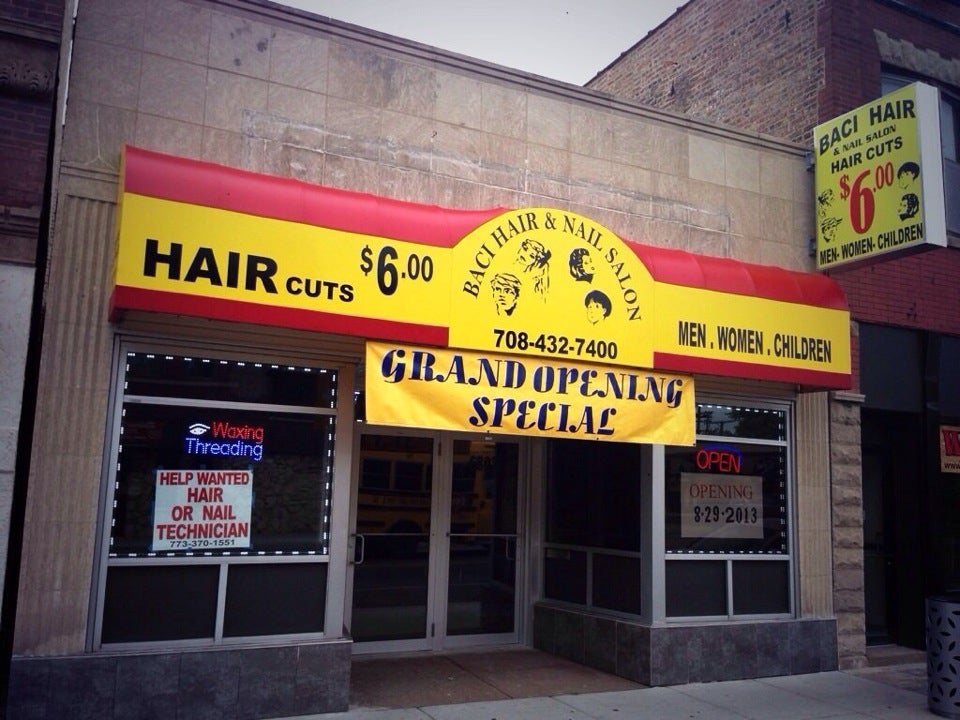 HAIR CUTS $6.00
BACI HAIR & NAIL SALON
708-432-7400
MEN . WOMEN . CHILDREN
GRAND OPENING
SPECIAL
BACI HAIR
& NAIL SALON
HAIR CUTS
$6.00
MEN- WOMEN- CHILDREN
Waxing
Threading
HELP WANTED
HAIR
OR NAIL
TECHNICIAN
773-370-1551
OPEN
OPENING
8-29-2013